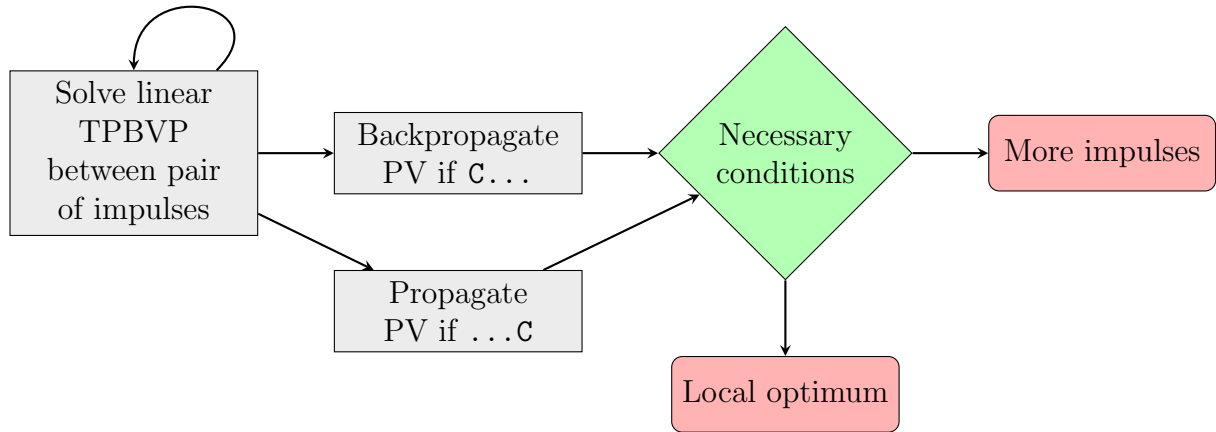 Solve linear
TPBVP
between pair
of impulses
Backpropagate
PV if C...
Propagate
PV if ...C
Necessary
conditions
More impulses
Local optimum